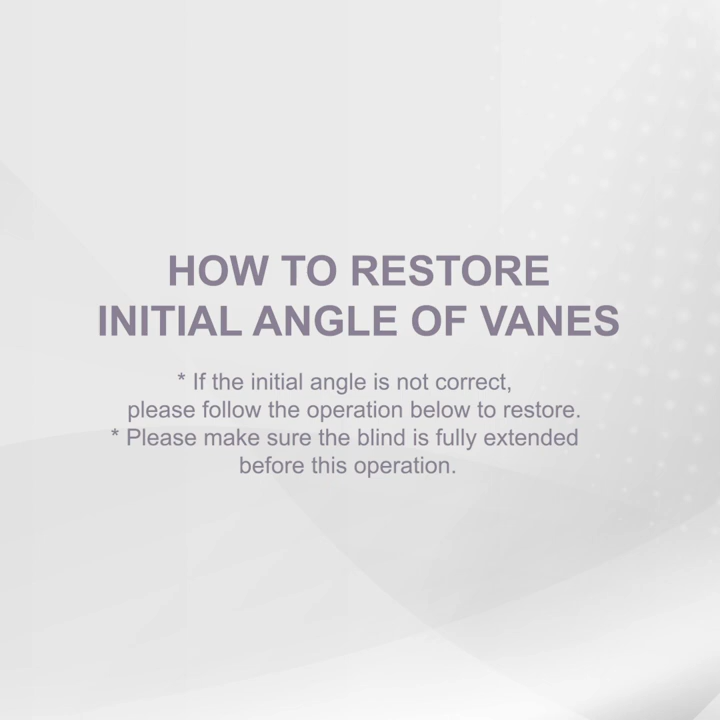 HOW TO RESTORE
INITIAL ANGLE OF VANES
* If the initial angle is not correct,
please follow the operation below to restore.
* Please make sure the blind is fully extended
before this operation.